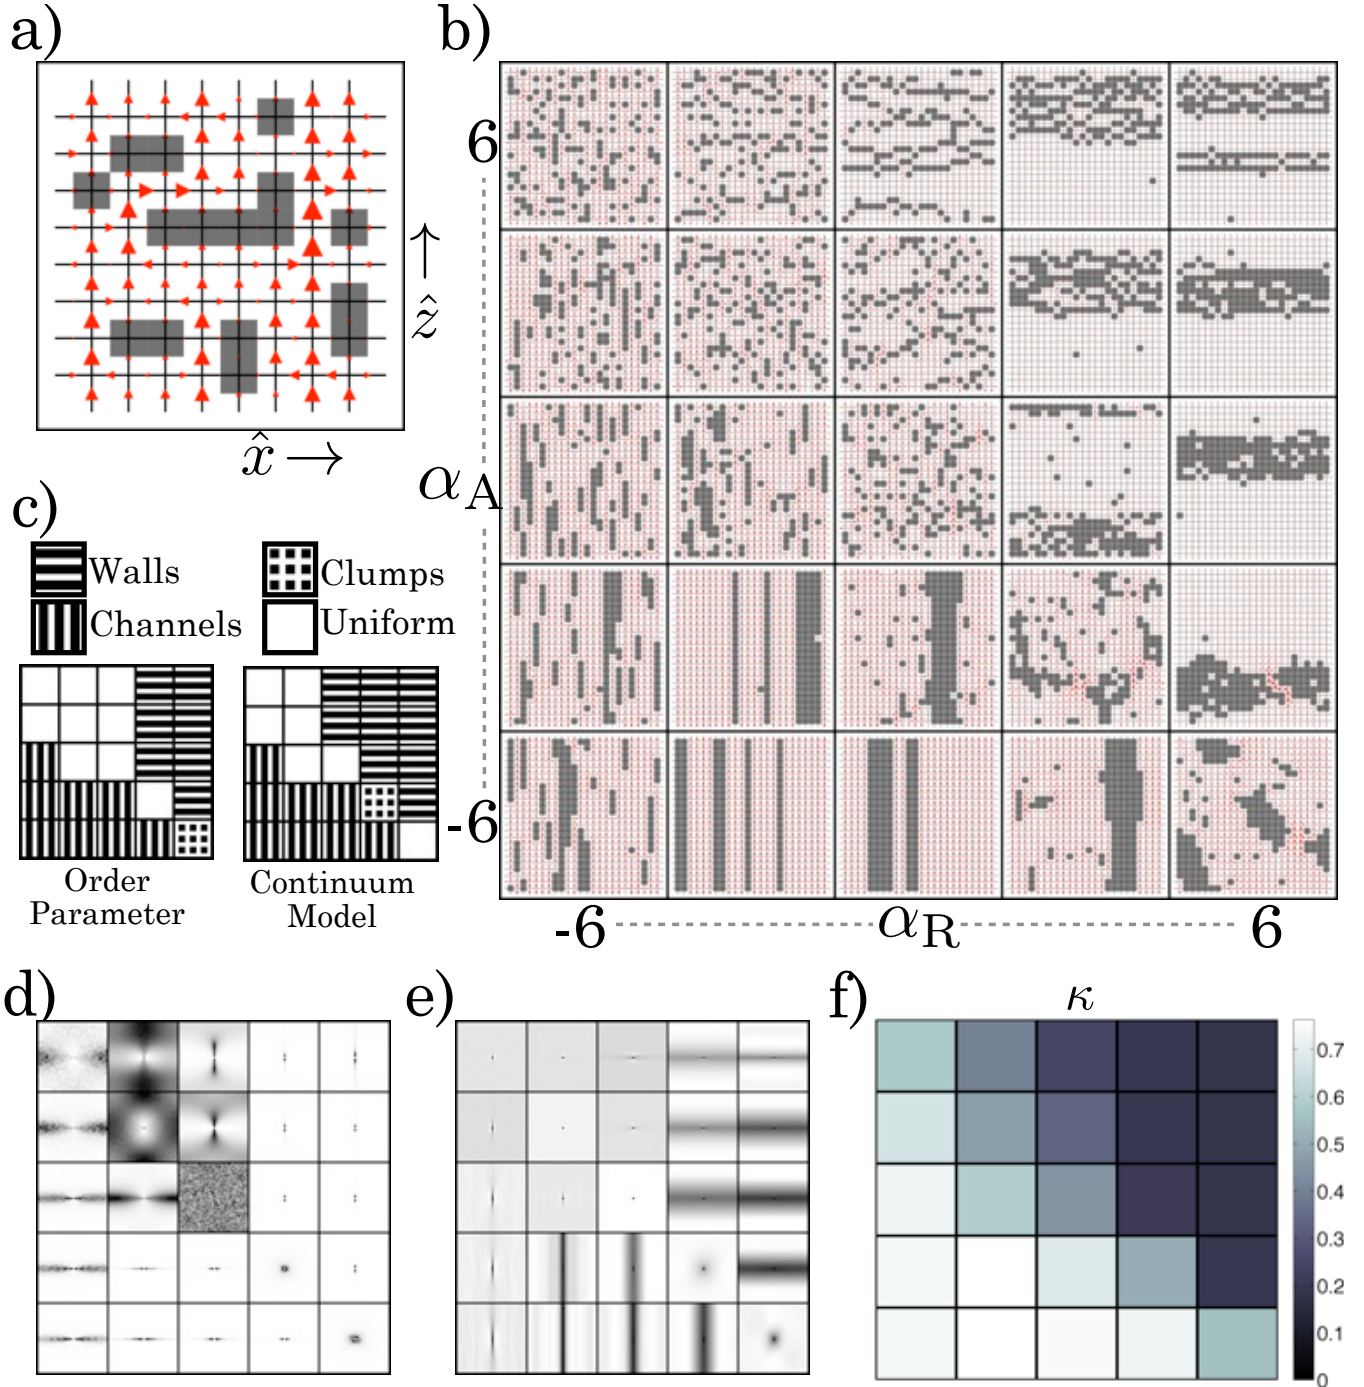 a)
b)
ẑ
x̂
6
α_A
-6
-6
α_R
6
c)
Walls
Clumps
Channels
Uniform
Order
Parameter
Continuum
Model
d)
e)
f)
κ
0.7
0.6
0.5
0.4
0.3
0.2
0.1
0